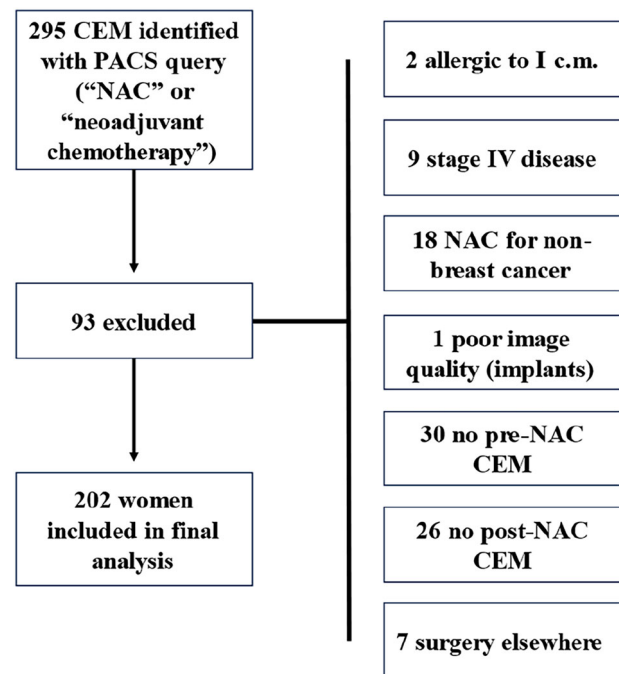 295 CEM identified
with PACS query
(“NAC” or
“neoadjuvant
chemotherapy”)
93 excluded
202 women
included in final
analysis
2 allergic to I c.m.
9 stage IV disease
18 NAC for non-
breast cancer
1 poor image
quality (implants)
30 no pre-NAC
CEM
26 no post-NAC
CEM
7 surgery elsewhere